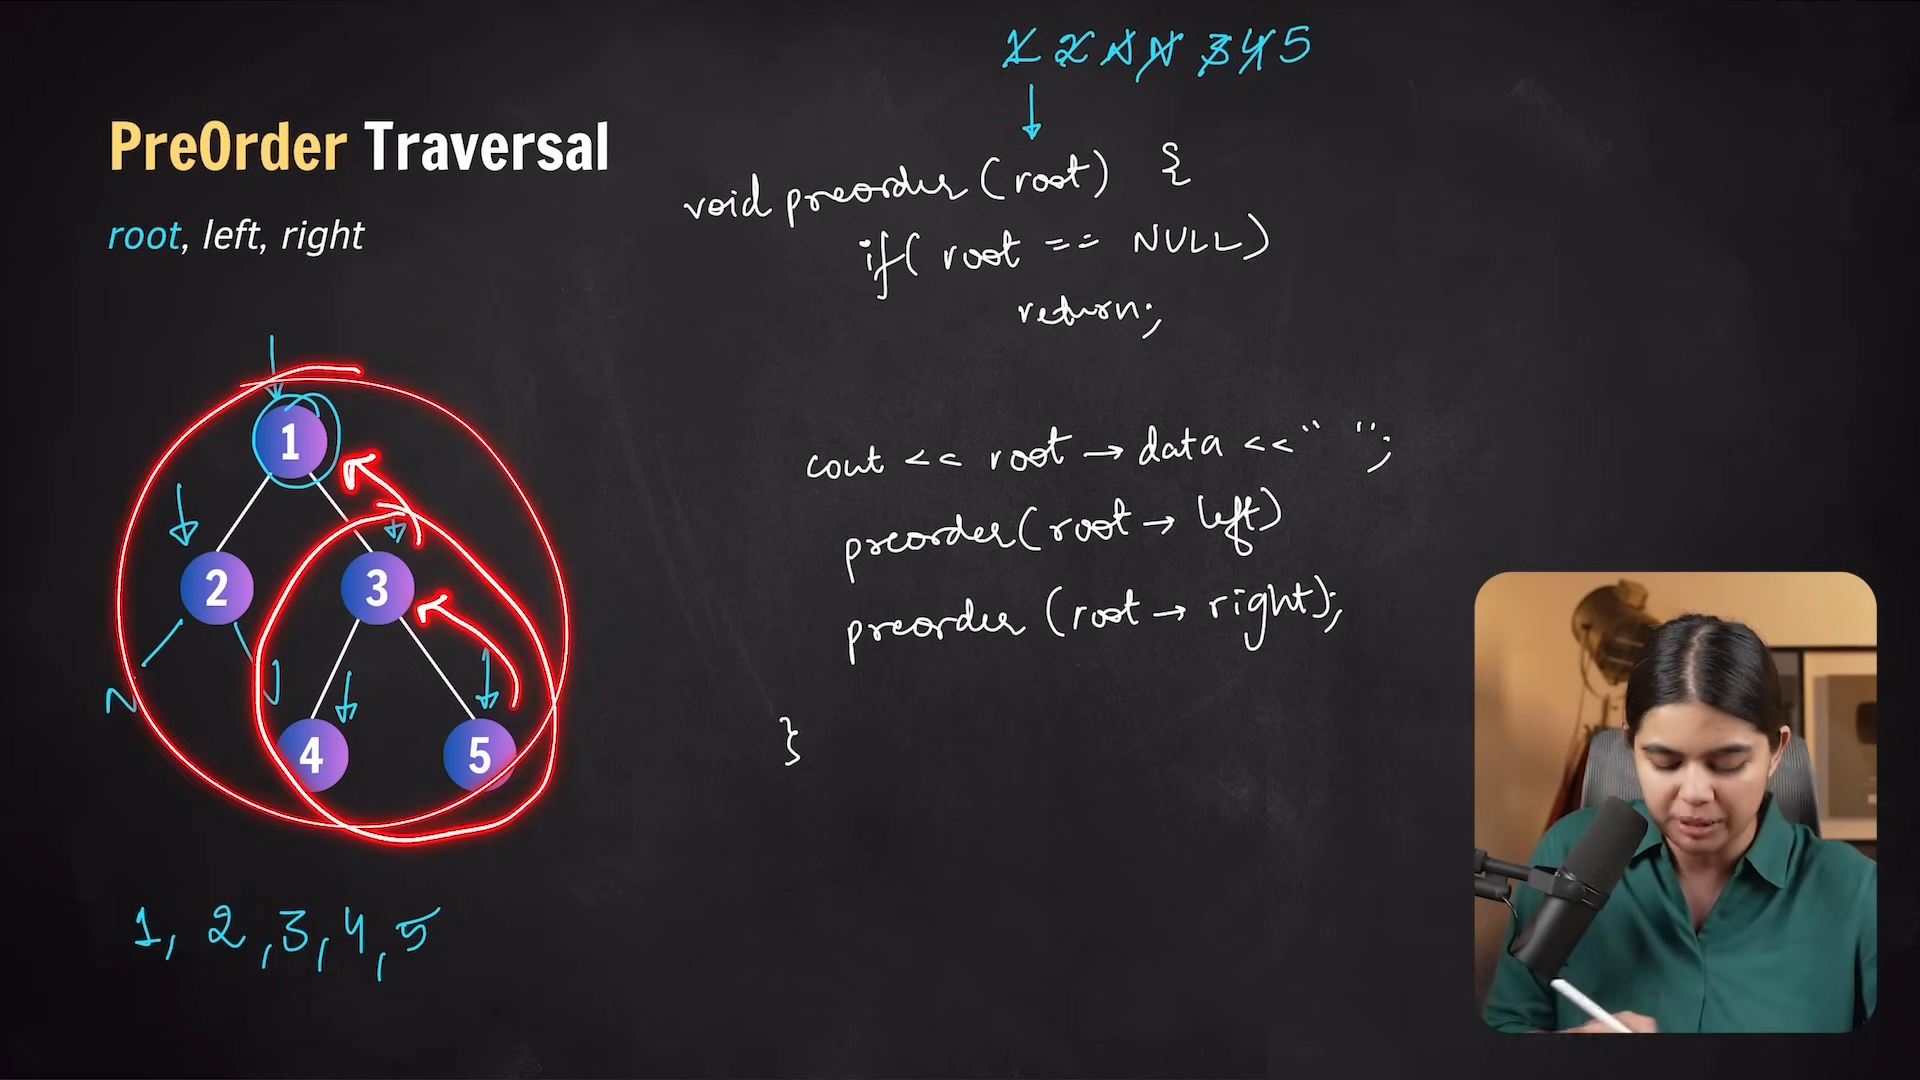 1 2 N N 3 4 5
PreOrder Traversal
root, left, right
void preorder (root) {
if( root == NULL)
return;
cout << root → data << " ";
preorder(root → left)
preorder (root → right);
}
1
2
3
N
4
5
1, 2, 3, 4, 5